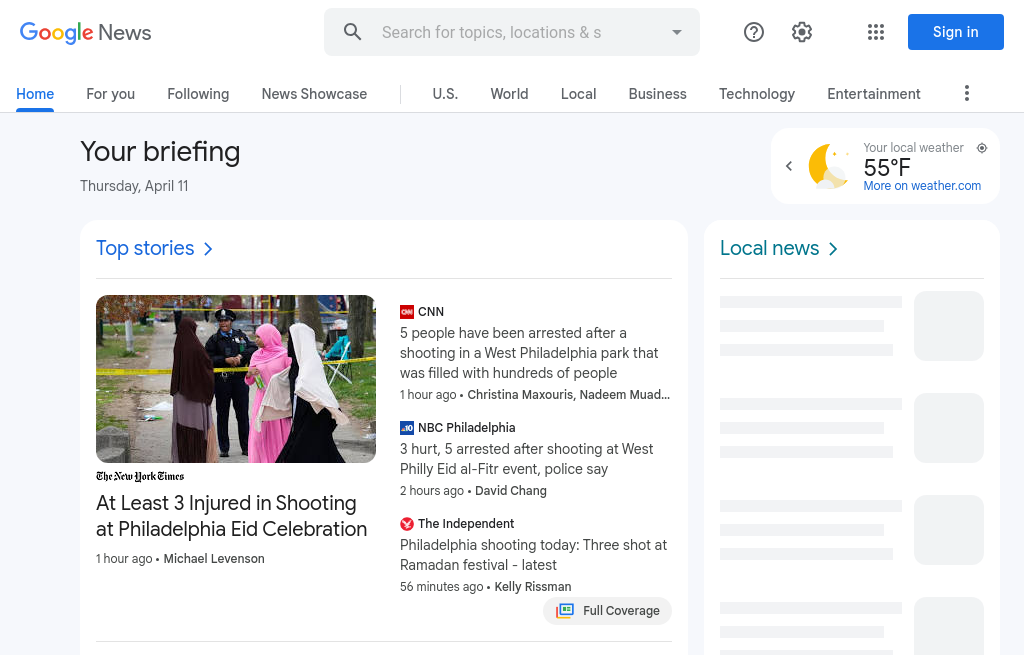 Google News
Search for topics, locations & s
Sign in
Home
For you
Following
News Showcase
U.S.
World
Local
Business
Technology
Entertainment
Your briefing
Thursday, April 11
Your local weather
55°F
More on weather.com
Top stories
The New York Times
At Least 3 Injured in Shooting
at Philadelphia Eid Celebration
1 hour ago • Michael Levenson
CNN
5 people have been arrested after a
shooting in a West Philadelphia park that
was filled with hundreds of people
1 hour ago • Christina Maxouris, Nadeem Muad...
NBC Philadelphia
3 hurt, 5 arrested after shooting at West
Philly Eid al-Fitr event, police say
2 hours ago • David Chang
The Independent
Philadelphia shooting today: Three shot at
Ramadan festival - latest
56 minutes ago • Kelly Rissman
Full Coverage
Local news